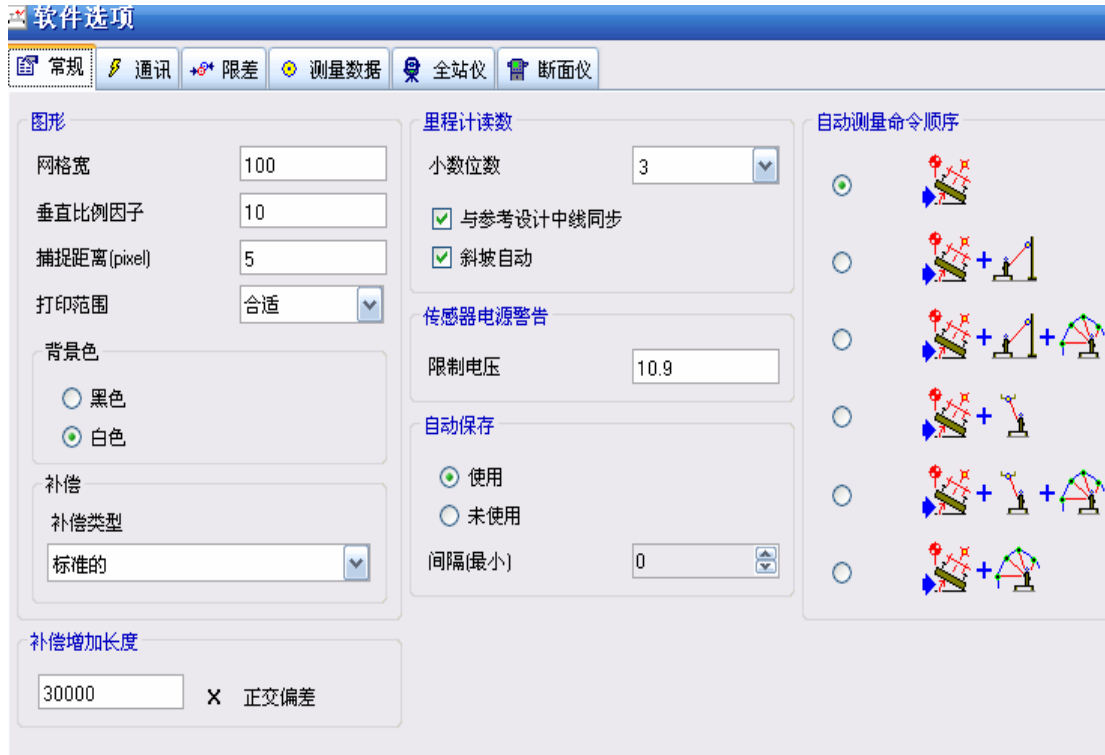 软件选项
常规 通讯 限差 测量数据 全站仪 断面仪
图形
网格宽 100
垂直比例因子 10
捕捉距离(pixel) 5
打印范围 合适
背景色
黑色
白色
补偿
补偿类型
标准的
补偿增加长度
30000 X 正交偏差
里程计读数
小数位数 3
与参考设计中线同步
斜坡自动
传感器电源警告
限制电压 10.9
自动保存
使用
未使用
间隔(最小) 0
自动测量命令顺序